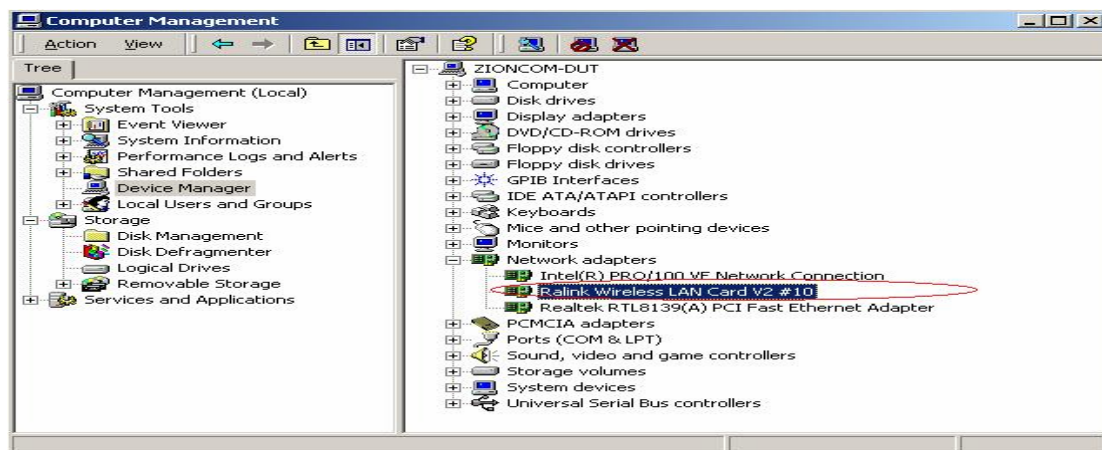 Computer Management
Action View
Tree
Computer Management (Local)
System Tools
Event Viewer
System Information
Performance Logs and Alerts
Shared Folders
Device Manager
Local Users and Groups
Storage
Disk Management
Disk Defragmenter
Logical Drives
Removable Storage
Services and Applications
ZIONCOM-DUT
Computer
Disk drives
Display adapters
DVD/CD-ROM drives
Floppy disk controllers
Floppy disk drives
GPIB Interfaces
IDE ATA/ATAPI controllers
Keyboards
Mice and other pointing devices
Monitors
Network adapters
Intel(R) PRO/100 VE Network Connection
Ralink Wireless LAN Card V2 #10
Realtek RTL8139(A) PCI Fast Ethernet Adapter
PCMCIA adapters
Ports (COM & LPT)
Sound, video and game controllers
Storage volumes
System devices
Universal Serial Bus controllers